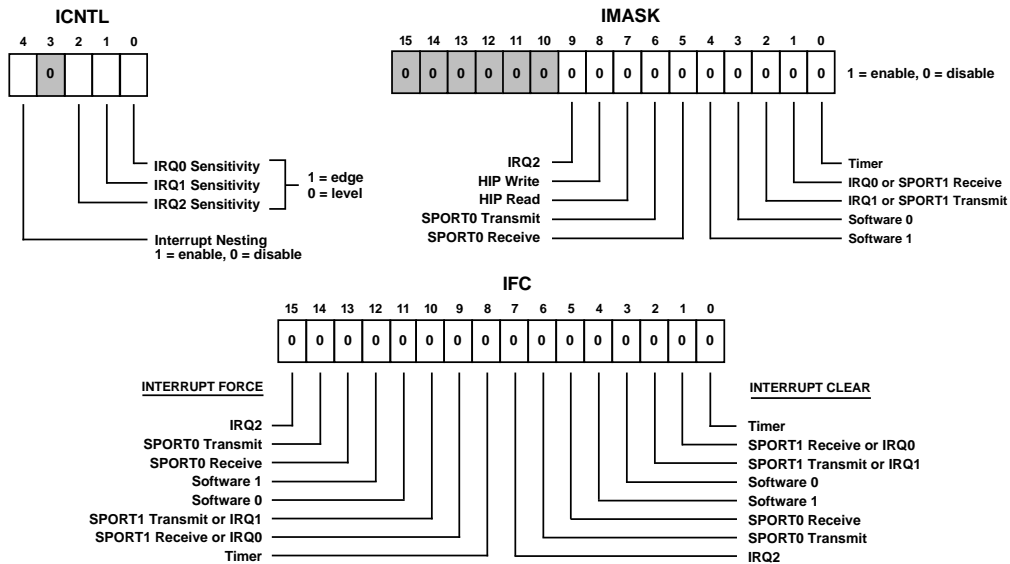 ICNTL
4 3 2 1 0
0
IRQ0 Sensitivity
IRQ1 Sensitivity
IRQ2 Sensitivity
1 = edge
0 = level
Interrupt Nesting
1 = enable, 0 = disable
IMASK
15 14 13 12 11 10 9 8 7 6 5 4 3 2 1 0
0 0 0 0 0 0 0 0 0 0 0 0 0 0 0 0
1 = enable, 0 = disable
IRQ2
HIP Write
HIP Read
SPORT0 Transmit
SPORT0 Receive
Timer
IRQ0 or SPORT1 Receive
IRQ1 or SPORT1 Transmit
Software 0
Software 1
IFC
15 14 13 12 11 10 9 8 7 6 5 4 3 2 1 0
0 0 0 0 0 0 0 0 0 0 0 0 0 0 0 0
INTERRUPT FORCE
IRQ2
SPORT0 Transmit
SPORT0 Receive
Software 1
Software 0
SPORT1 Transmit or IRQ1
SPORT1 Receive or IRQ0
Timer
INTERRUPT CLEAR
Timer
SPORT1 Receive or IRQ0
SPORT1 Transmit or IRQ1
Software 0
Software 1
SPORT0 Receive
SPORT0 Transmit
IRQ2